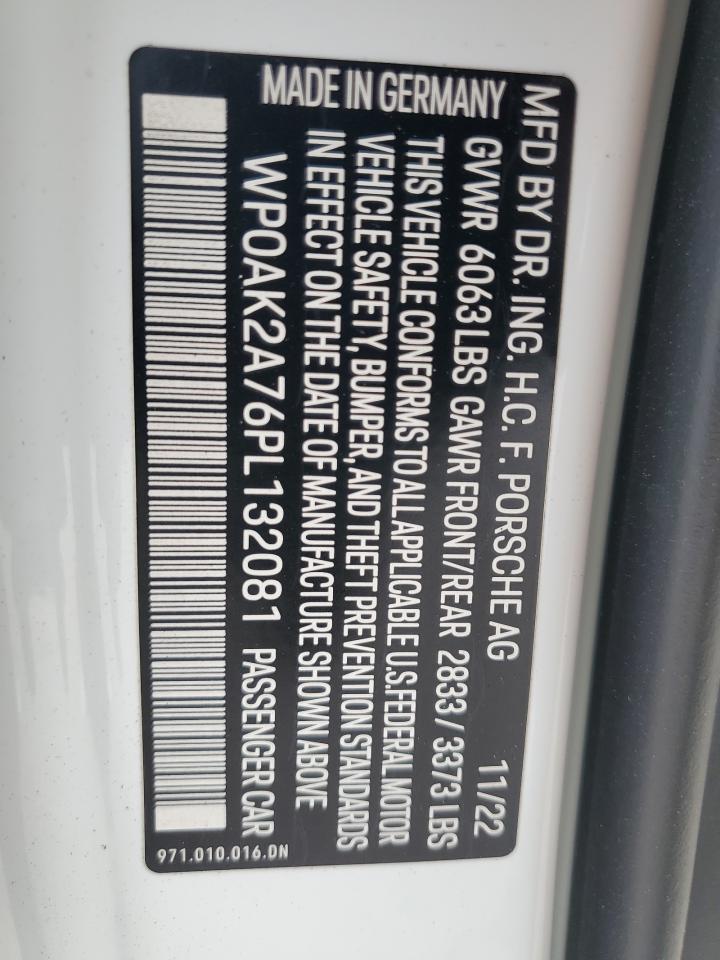 MFD BY DR. ING. H.C. F. PORSCHE AG 11/22
GVWR 6063 LBS GAWR FRONT/REAR 2833 / 3373 LBS
MADE IN GERMANY
THIS VEHICLE CONFORMS TO ALL APPLICABLE U.S.FEDERAL MOTOR
VEHICLE SAFETY, BUMPER, AND THEFT PREVENTION STANDARDS
IN EFFECT ON THE DATE OF MANUFACTURE SHOWN ABOVE
WP0AK2A76PL132081 PASSENGER CAR
971.010.016.DN